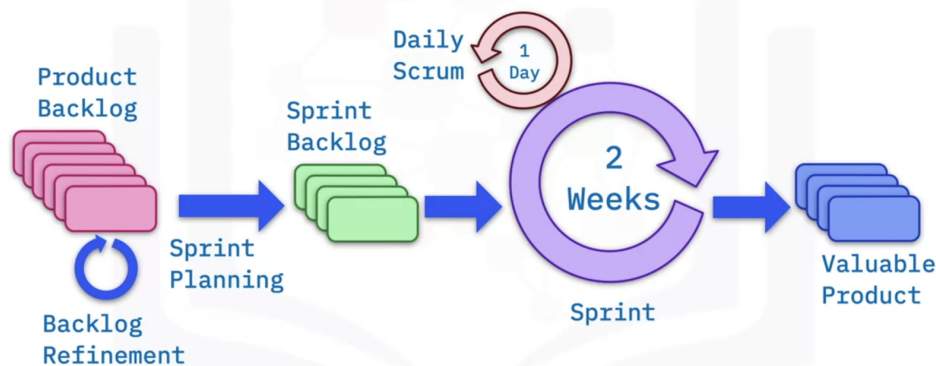 Product
Backlog
Backlog
Refinement
Sprint
Planning
Sprint
Backlog
Daily
Scrum
1
Day
2
Weeks
Sprint
Valuable
Product